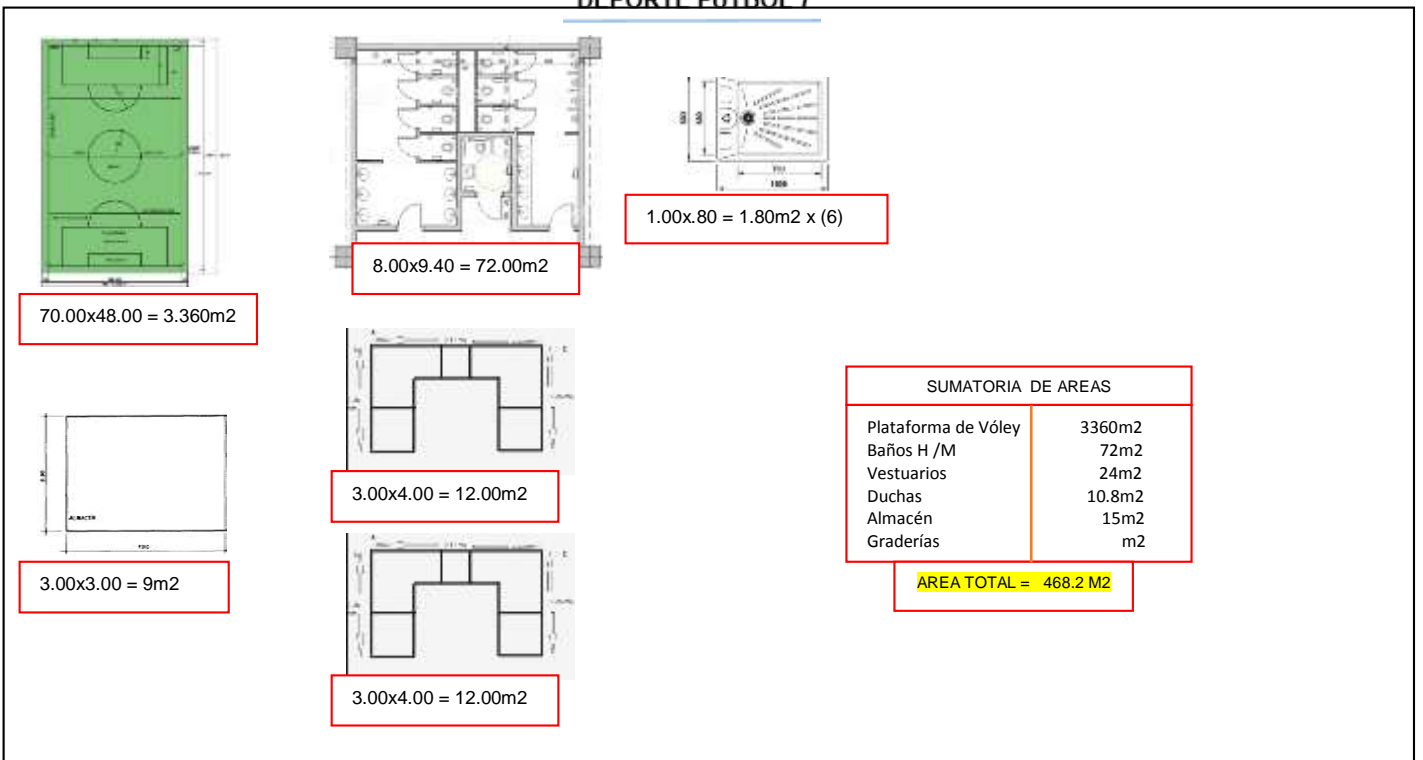 DEPORTE FUTBOL 7
70.00x48.00 = 3.360m2
8.00x9.40 = 72.00m2
1.00x.80 = 1.80m2 x (6)
1000
ALMACEN
3.00x3.00 = 9m2
3.00x4.00 = 12.00m2
3.00x4.00 = 12.00m2
SUMATORIA DE AREAS
Plataforma de Vóley 3360m2
Baños H /M 72m2
Vestuarios 24m2
Duchas 10.8m2
Almacén 15m2
Graderías m2
AREA TOTAL = 468.2 M2